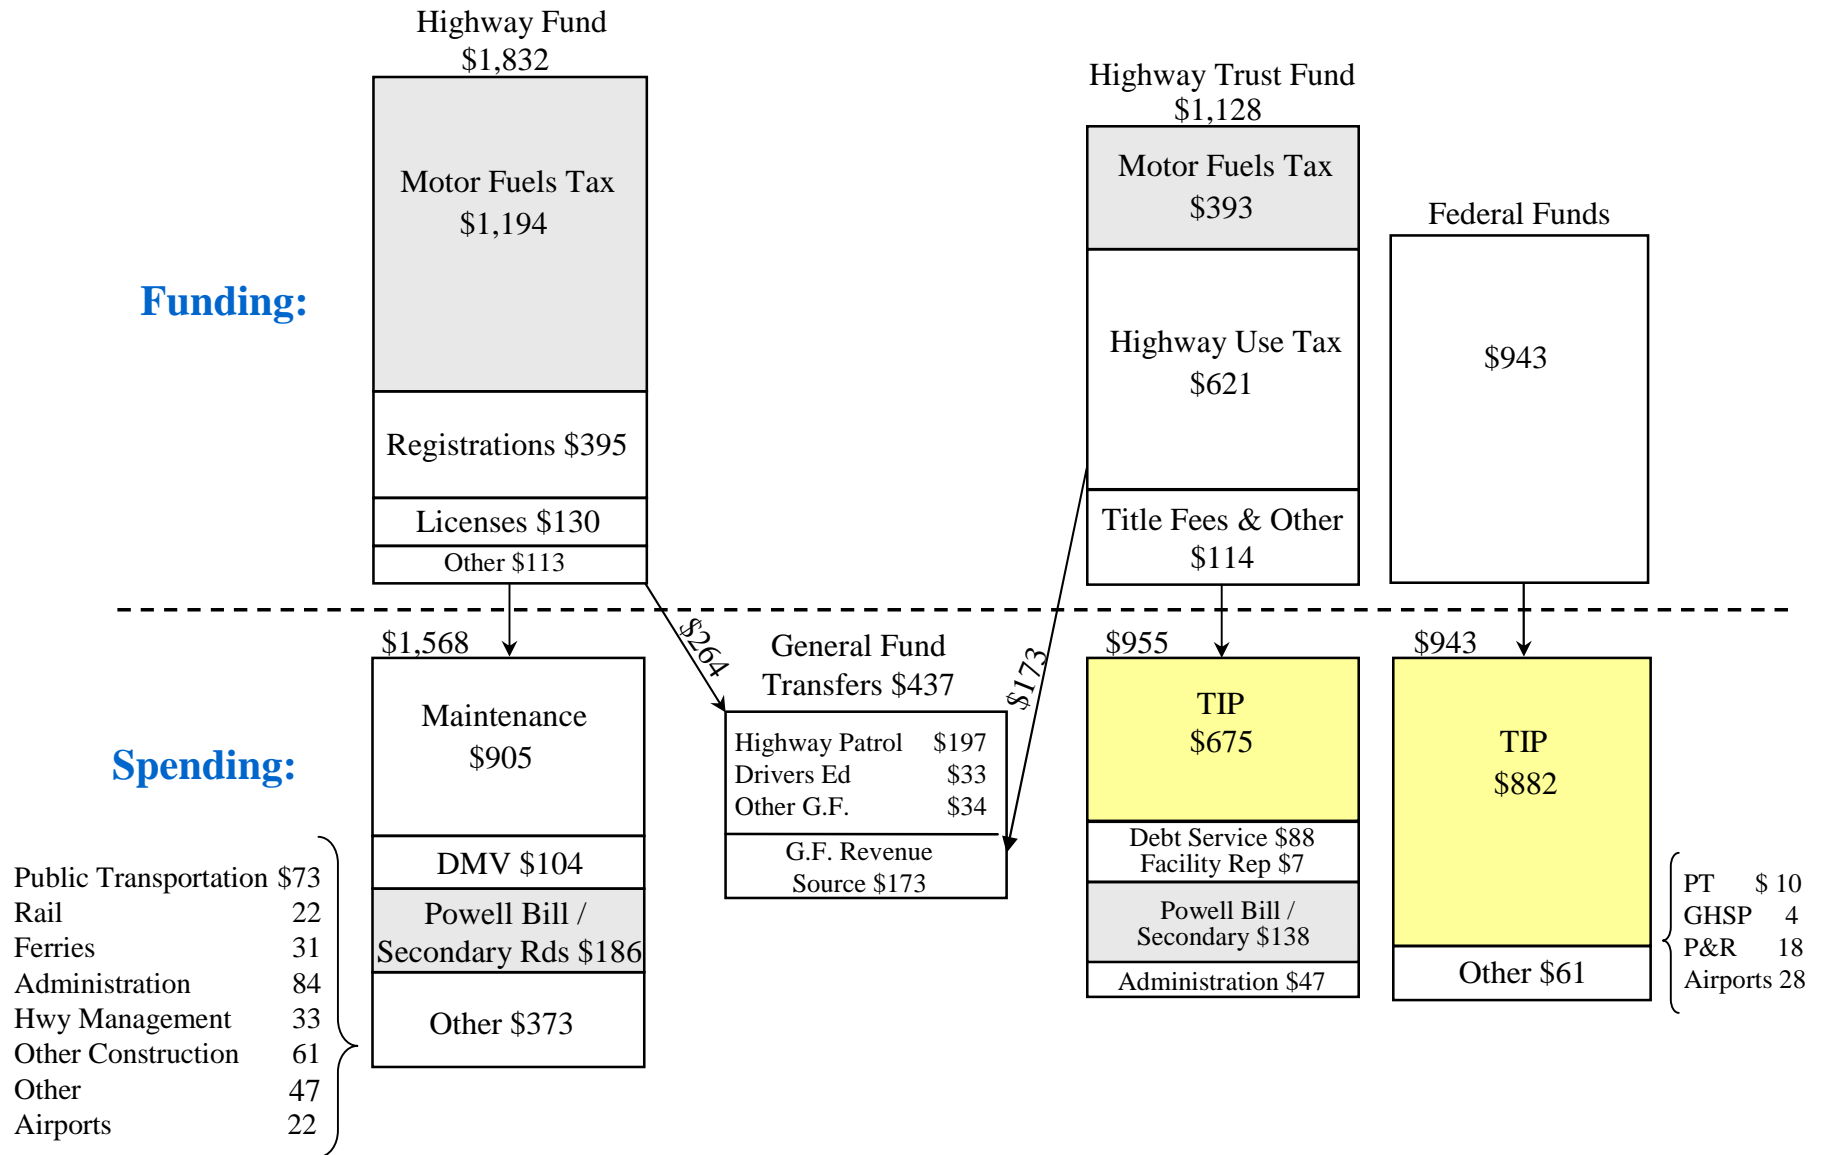 Highway Fund
$1,832
Motor Fuels Tax
$1,194
Registrations $395
Licenses $130
Other $113
Highway Trust Fund
$1,128
Motor Fuels Tax
$393
Highway Use Tax
$621
Title Fees & Other
$114
Federal Funds
$943
Funding:
$264
$173
Spending:
$1,568
Maintenance
$905
DMV $104
Powell Bill /
Secondary Rds $186
Other $373
Public Transportation $73
Rail 22
Ferries 31
Administration 84
Hwy Management 33
Other Construction 61
Other 47
Airports 22
General Fund
Transfers $437
Highway Patrol $197
Drivers Ed $33
Other G.F. $34
G.F. Revenue
Source $173
$955
TIP
$675
Debt Service $88
Facility Rep $7
Powell Bill /
Secondary $138
Administration $47
$943
TIP
$882
Other $61
PT $ 10
GHSP 4
P&R 18
Airports 28